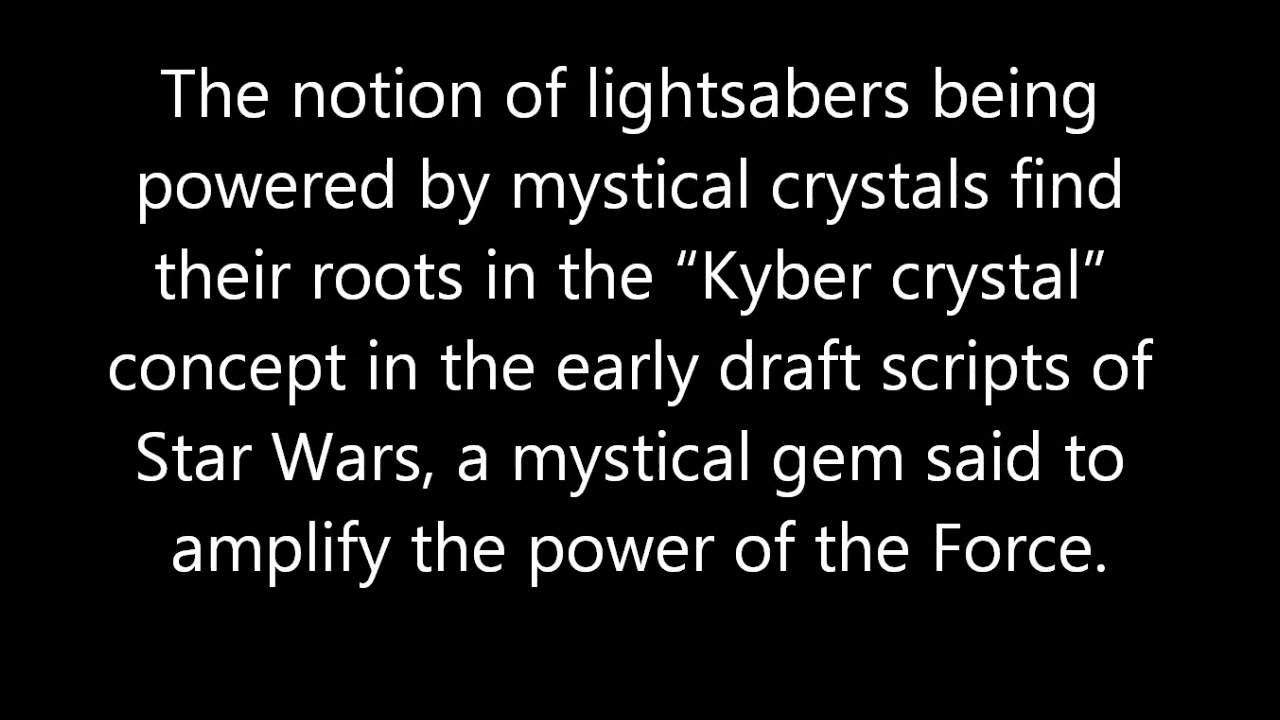 The notion of lightsabers being
powered by mystical crystals find
their roots in the “Kyber crystal”
concept in the early draft scripts of
Star Wars, a mystical gem said to
amplify the power of the Force.